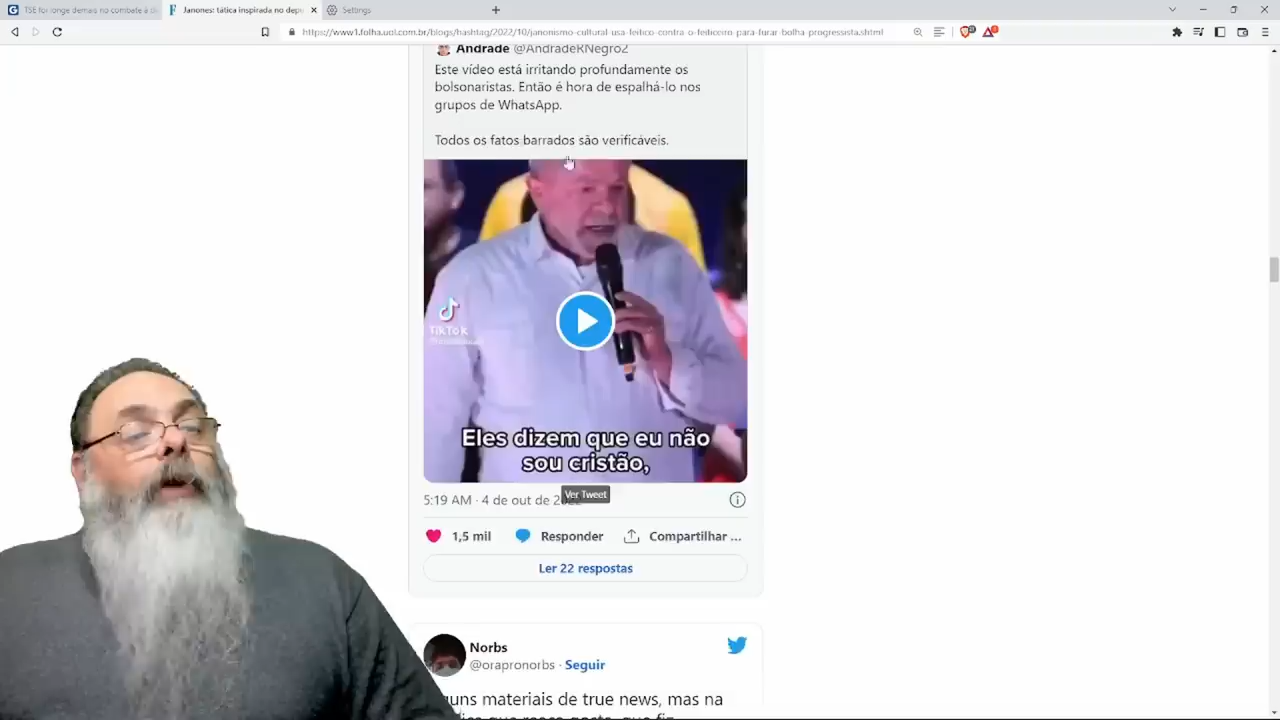 TSE foi longe demais no combate à d
Janones: tática inspirada no depu
Settings
https://www1.folha.uol.com.br/blogs/hashtag/2022/10/janonismo-cultural-usa-feitico-contra-o-feiticeiro-para-furar-bolha-progressista.shtml
Andrade @AndradeRNegro2
Este vídeo está irritando profundamente os
bolsonaristas. Então é hora de espalhá-lo nos
grupos de WhatsApp.
Todos os fatos barrados são verificáveis.
TikTok
Eles dizem que eu não
sou cristão,
Ver Tweet
5:19 AM · 4 de out de
1,5 mil
Responder
Compartilhar ...
Ler 22 respostas
Norbs
@orapronorbs · Seguir
guns materiais de true news, mas na